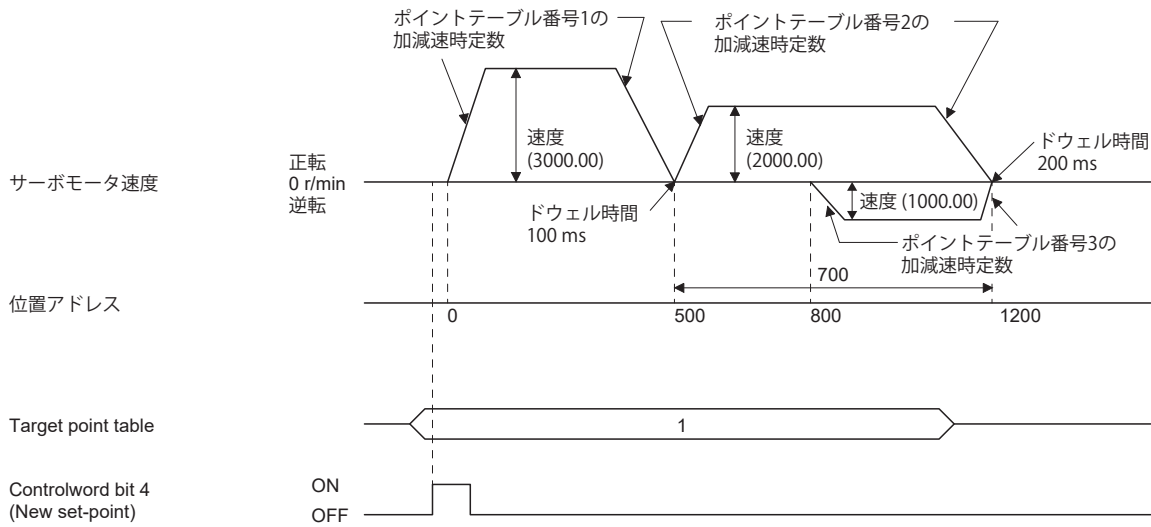 ポイントテーブル番号1の
加減速時定数
ポイントテーブル番号2の
加減速時定数
速度
(3000.00)
速度
(2000.00)
ドウェル時間
200 ms
サーボモータ速度
正転
0 r/min
逆転
ドウェル時間
100 ms
速度 (1000.00)
ポイントテーブル番号3の
加減速時定数
700
位置アドレス
0
500
800
1200
Target point table
1
Controlword bit 4
(New set-point)
ON
OFF